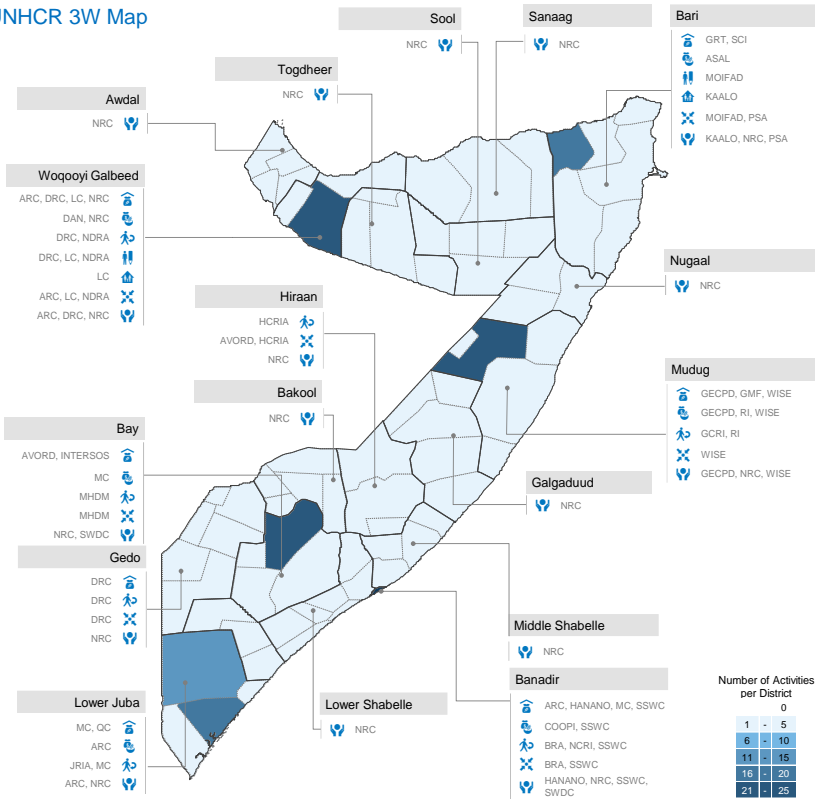 UNHCR 3W Map
Sool
NRC
Sanaag
NRC
Bari
GRT, SCI
ASAL
MOIFAD
KAALO
MOIFAD, PSA
KAALO, NRC, PSA
Togdheer
NRC
Awdal
NRC
Woqooyi Galbeed
ARC, DRC, LC, NRC
DAN, NRC
DRC, NDRA
DRC, LC, NDRA
LC
ARC, LC, NDRA
ARC, DRC, NRC
Nugaal
NRC
Hiraan
HCRIA
AVORD, HCRIA
NRC
Mudug
GECPD, GMF, WISE
GECPD, RI, WISE
GCRI, RI
WISE
GECPD, NRC, WISE
Bakool
NRC
Bay
AVORD, INTERSOS
MC
MHDM
MHDM
NRC, SWDC
Galgaduud
NRC
Gedo
DRC
DRC
DRC
NRC
Middle Shabelle
NRC
Banadir
ARC, HANANO, MC, SSWC
COOPI, SSWC
BRA, NCRI, SSWC
BRA, SSWC
HANANO, NRC, SSWC,
SWDC
Lower Juba
MC, QC
ARC
JRIA, MC
ARC, NRC
Lower Shabelle
NRC
Number of Activities
per District
0
1 - 5
6 - 10
11 - 15
16 - 20
21 - 25